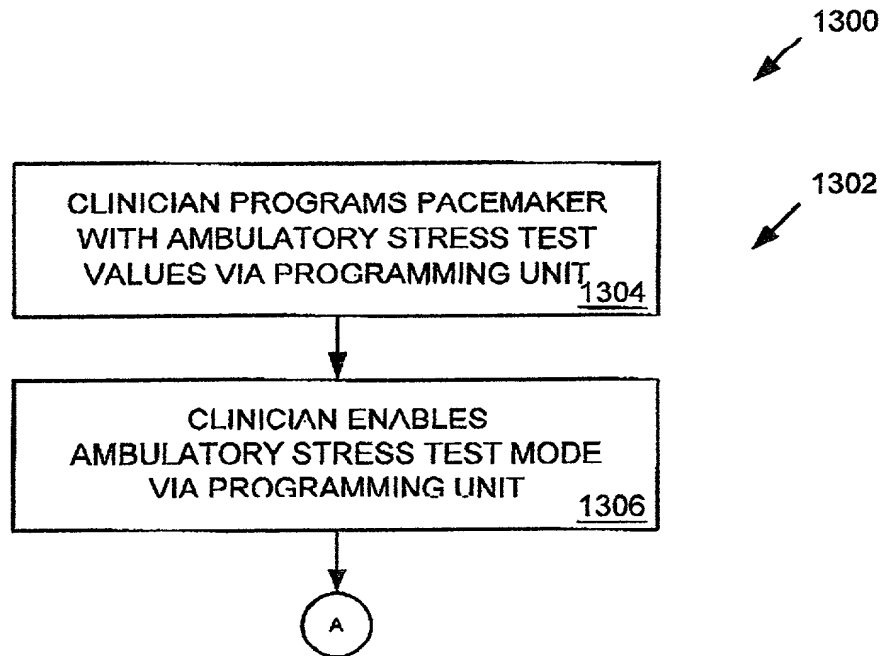 1300
1302
CLINICIAN PROGRAMS PACEMAKER
WITH AMBULATORY STRESS TEST
VALUES VIA PROGRAMMING UNIT
1304
CLINICIAN ENABLES
AMBULATORY STRESS TEST MODE
VIA PROGRAMMING UNIT
1306
A